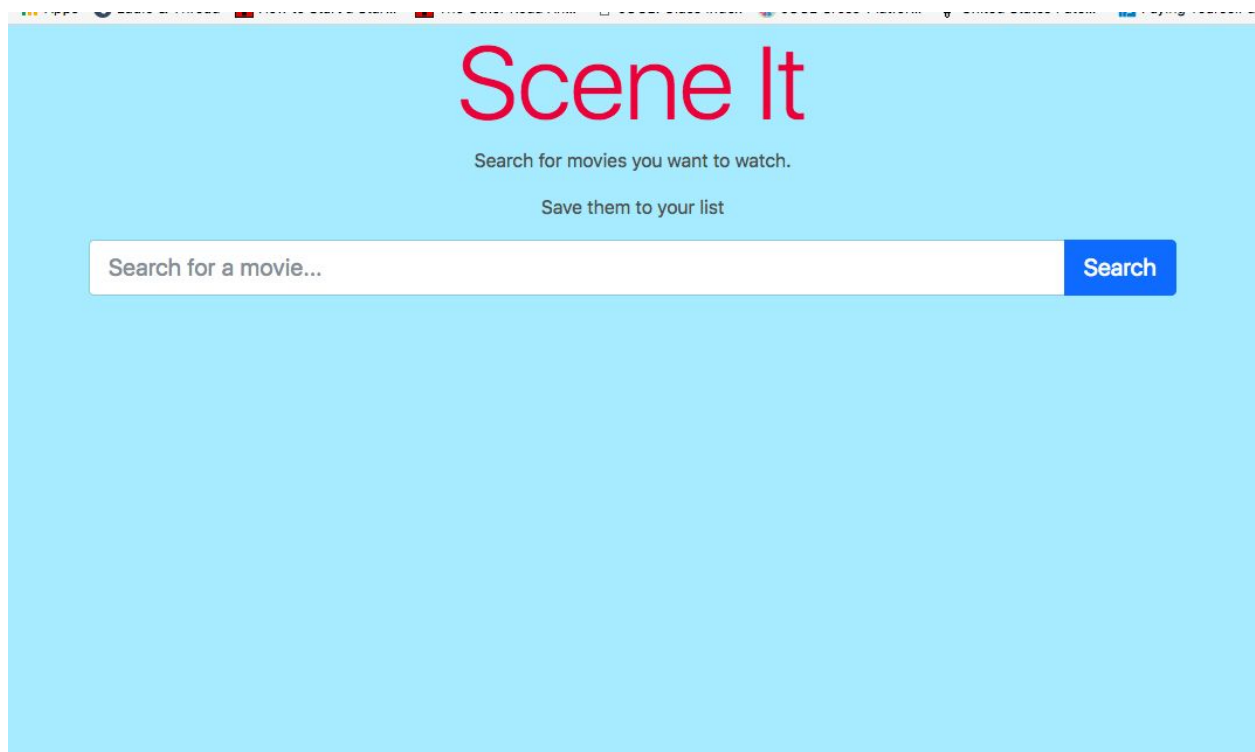 Scene It
Search for movies you want to watch.
Save them to your list
Search for a movie... Search